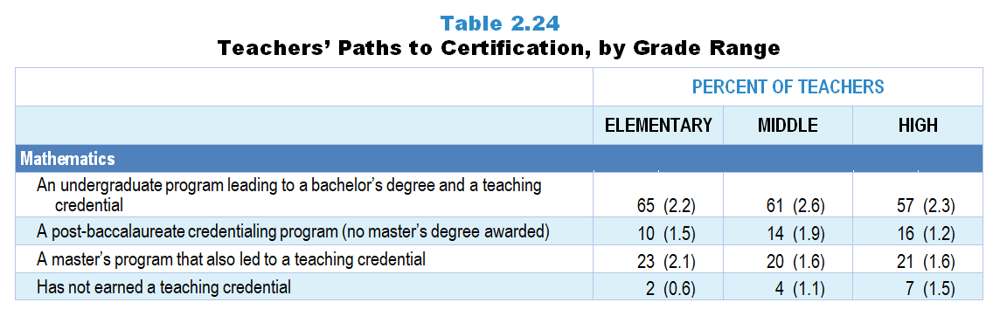 Table 2.24
Teachers’ Paths to Certification, by Grade Range
PERCENT OF TEACHERS
ELEMENTARY MIDDLE HIGH
Mathematics
An undergraduate program leading to a bachelor’s degree and a teaching
credential 65 (2.2) 61 (2.6) 57 (2.3)
A post-baccalaureate credentialing program (no master’s degree awarded) 10 (1.5) 14 (1.9) 16 (1.2)
A master’s program that also led to a teaching credential 23 (2.1) 20 (1.6) 21 (1.6)
Has not earned a teaching credential 2 (0.6) 4 (1.1) 7 (1.5)